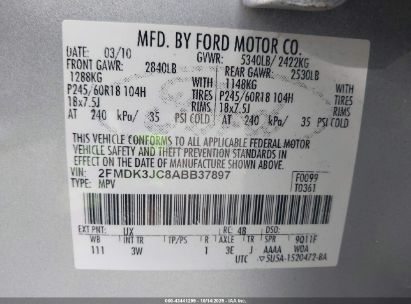 MFD. BY FORD MOTOR CO.
DATE: 03/10 GVWR: 5340LB/ 2422KG
FRONT GAWR: 2840LB REAR GAWR: 2530LB
1288KG 1148KG
P245/60R18 104H TIRES P245/60R18 104H TIRES
18x7.5J RIMS 18x7.5J RIMS
AT 240 kPa/ 35 PSI COLD AT 240 kPa/ 35 PSI COLD
THIS VEHICLE CONFORMS TO ALL APPLICABLE FEDERAL MOTOR
VEHICLE SAFETY AND THEFT PREVENTION STANDARDS IN
EFFECT ON THE DATE OF MANUFACTURE SHOWN ABOVE.
VIN: 2FMDK3JC8ABB37897 F0099
TYPE: MPV T0361
EXT PNT: UX RC: 48 DSO:
WB INT TR TP/PS R AXLE TR SPR 9Q11F
111 3W 1 3E J AAAA WDA
UTC 5U5A-1520472-BA